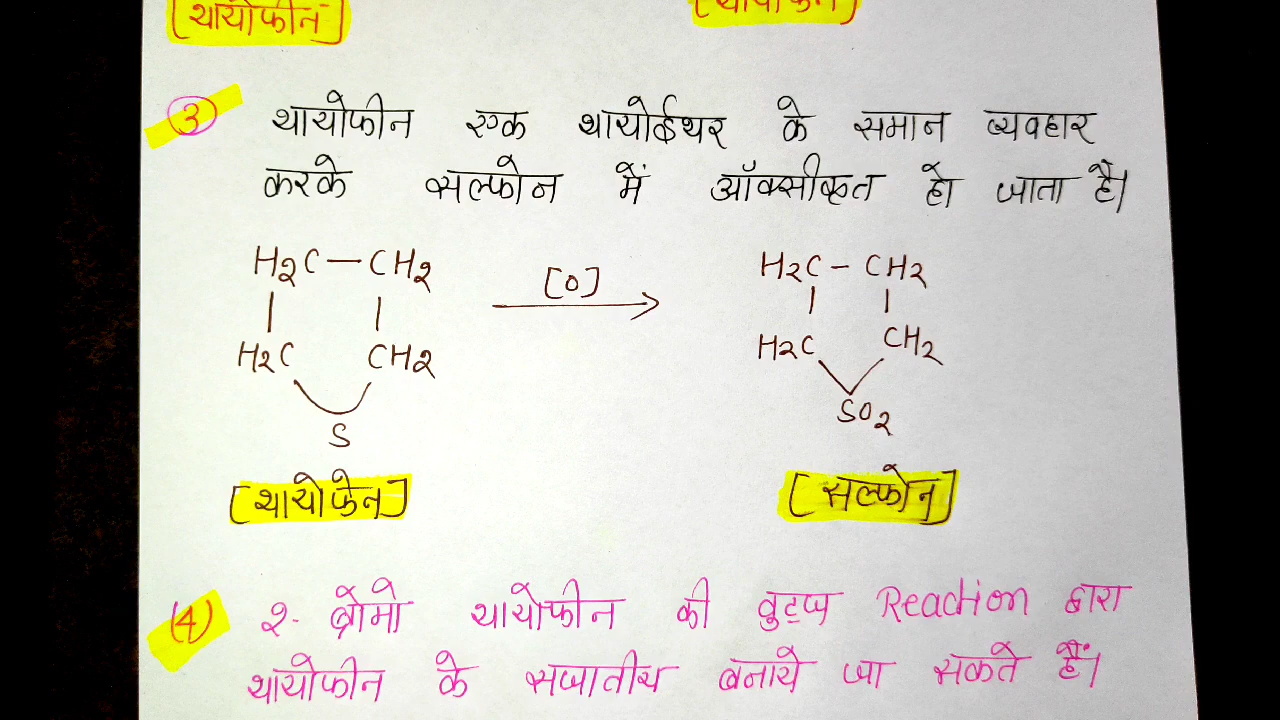 [थायोफीन] [थायोफेन]
3 थायोफीन एक थायोईथर के समान व्यवहार
करके सल्फोन में ऑक्सीकृत हो जाता है।
H2C — CH2 [O] H2C – CH2
H2C CH2 H2C CH2
S SO2
[थायोफेन] [सल्फोन]
(4) 2- ब्रोमो थायोफीन की वुर्ट्ज Reaction द्वारा
थायोफीन के सजातीय बनाये जा सकते हैं।